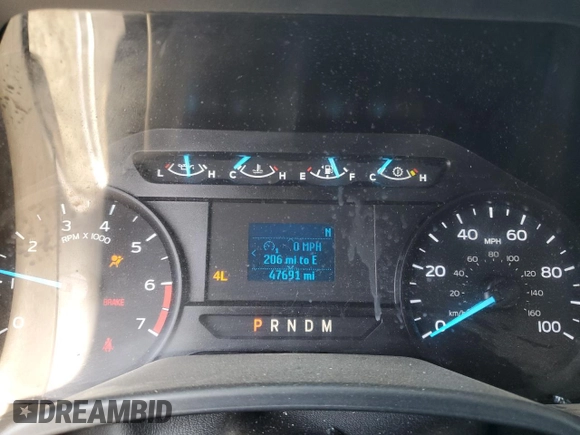 L H C H E F C H
N
0 MPH
206 mi to E
47691 mi
4L
P R N D M
0 1 2 3 4 5 6 7
RPM X 1000
BRAKE
0 20 40 60 80 100
MPH
km/h
40 60 80 100 120 140 160
DREAMBID